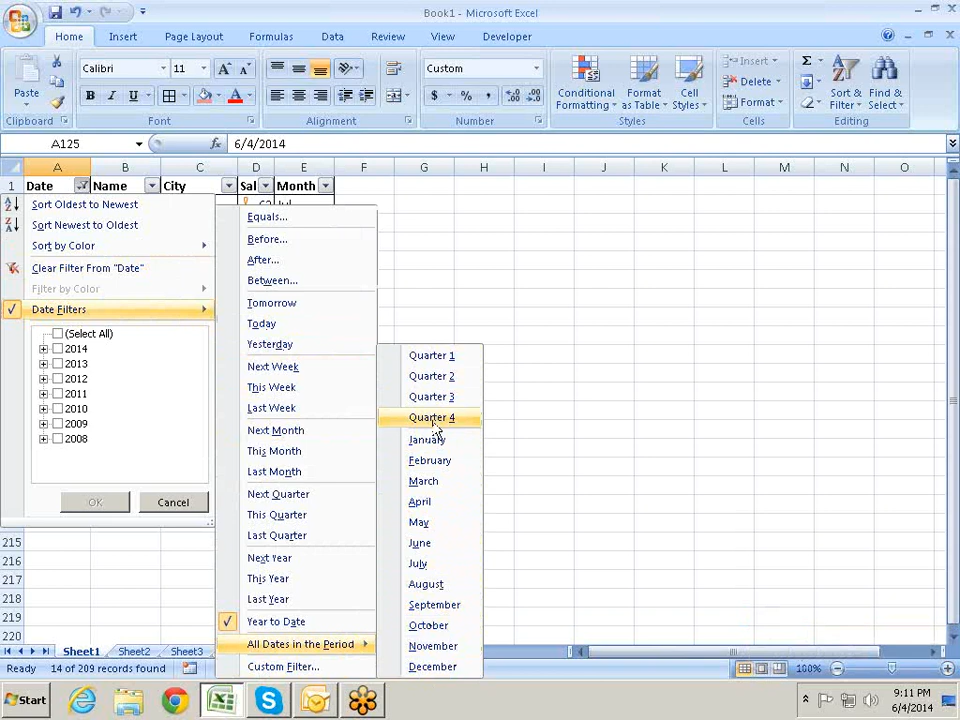 Book1 - Microsoft Excel
Home Insert Page Layout Formulas Data Review View Developer
Paste
Clipboard
Calibri 11
B I U
Font
Alignment
Custom
$ % ,
Number
Conditional Formatting
Format as Table
Cell Styles
Styles
Insert
Delete
Format
Cells
Σ
Sort & Filter
Find & Select
Editing
A125 fx 6/4/2014
A B C D E F G H I J K L M N O
1 Date Name City Sal Month
Sort Oldest to Newest
Sort Newest to Oldest
Sort by Color
Clear Filter From "Date"
Filter by Color
Date Filters
(Select All)
2014
2013
2012
2011
2010
2009
2008
OK Cancel
Equals...
Before...
After...
Between...
Tomorrow
Today
Yesterday
Next Week
This Week
Last Week
Next Month
This Month
Last Month
Next Quarter
This Quarter
Last Quarter
Next Year
This Year
Last Year
Year to Date
All Dates in the Period
Custom Filter...
Quarter 1
Quarter 2
Quarter 3
Quarter 4
January
February
March
April
May
June
July
August
September
October
November
December
215
216
217
218
219
220
Sheet1 Sheet2 Sheet3
Ready 14 of 209 records found 100%
Start 9:11 PM
6/4/2014